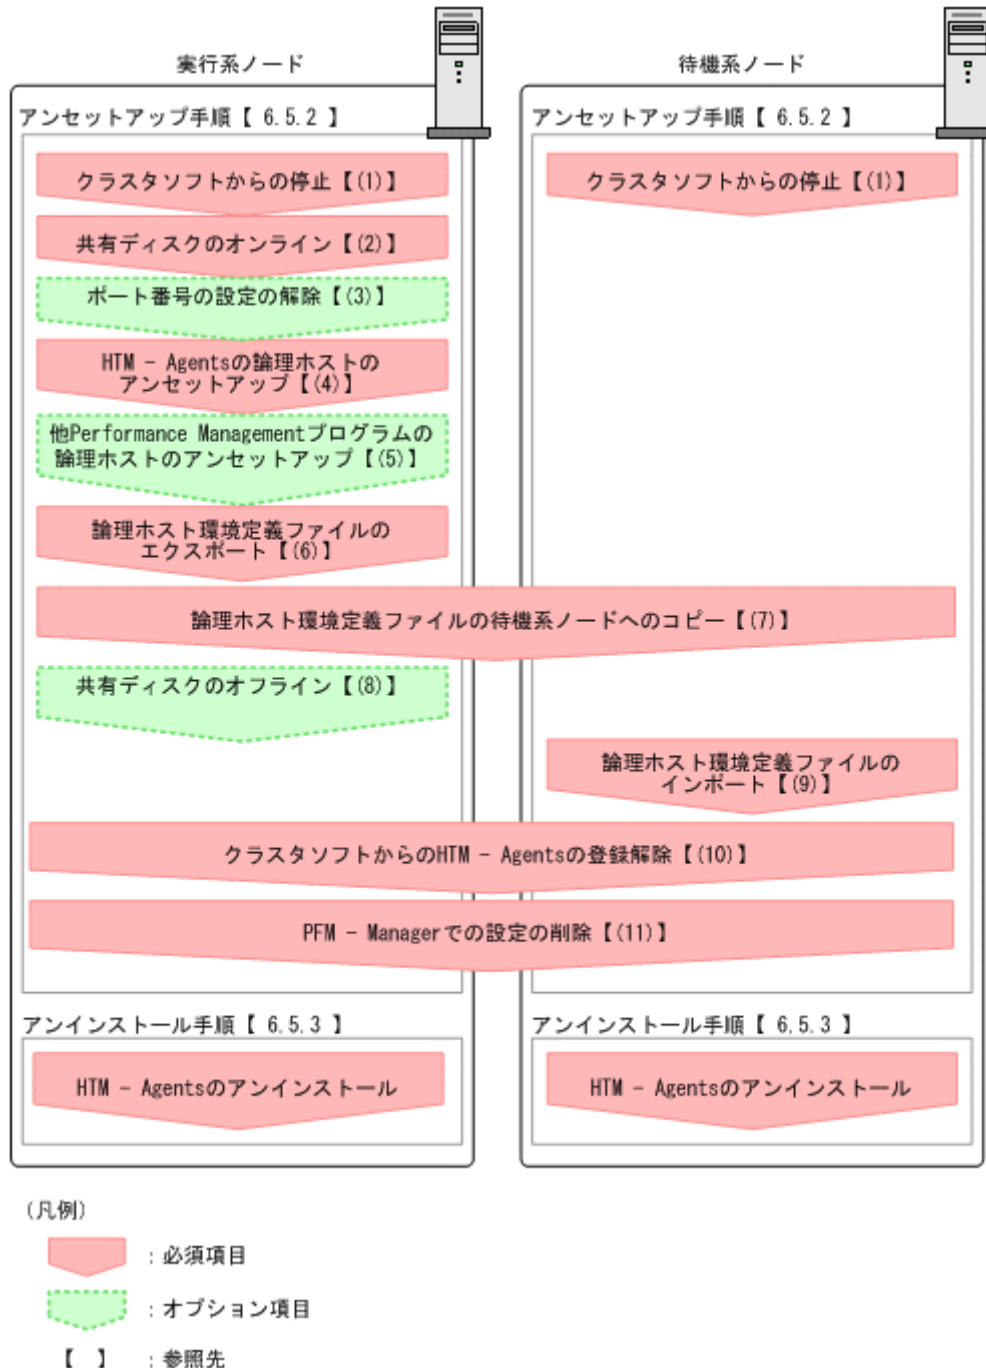 実行系ノード
待機系ノード
アンセットアップ手順【 6.5.2 】
アンセットアップ手順【 6.5.2 】
クラスタソフトからの停止【(1)】
クラスタソフトからの停止【(1)】
共有ディスクのオンライン【(2)】
ポート番号の設定の解除【(3)】
HTM - Agentsの論理ホストの
アンセットアップ【(4)】
他Performance Managementプログラムの
論理ホストのアンセットアップ【(5)】
論理ホスト環境定義ファイルの
エクスポート【(6)】
論理ホスト環境定義ファイルの待機系ノードへのコピー【(7)】
共有ディスクのオフライン【(8)】
論理ホスト環境定義ファイルの
インポート【(9)】
クラスタソフトからのHTM - Agentsの登録解除【(10)】
PFM - Managerでの設定の削除【(11)】
アンインストール手順【 6.5.3 】
アンインストール手順【 6.5.3 】
HTM - Agentsのアンインストール
HTM - Agentsのアンインストール
(凡例)
：必須項目
：オプション項目
【 】 ：参照先